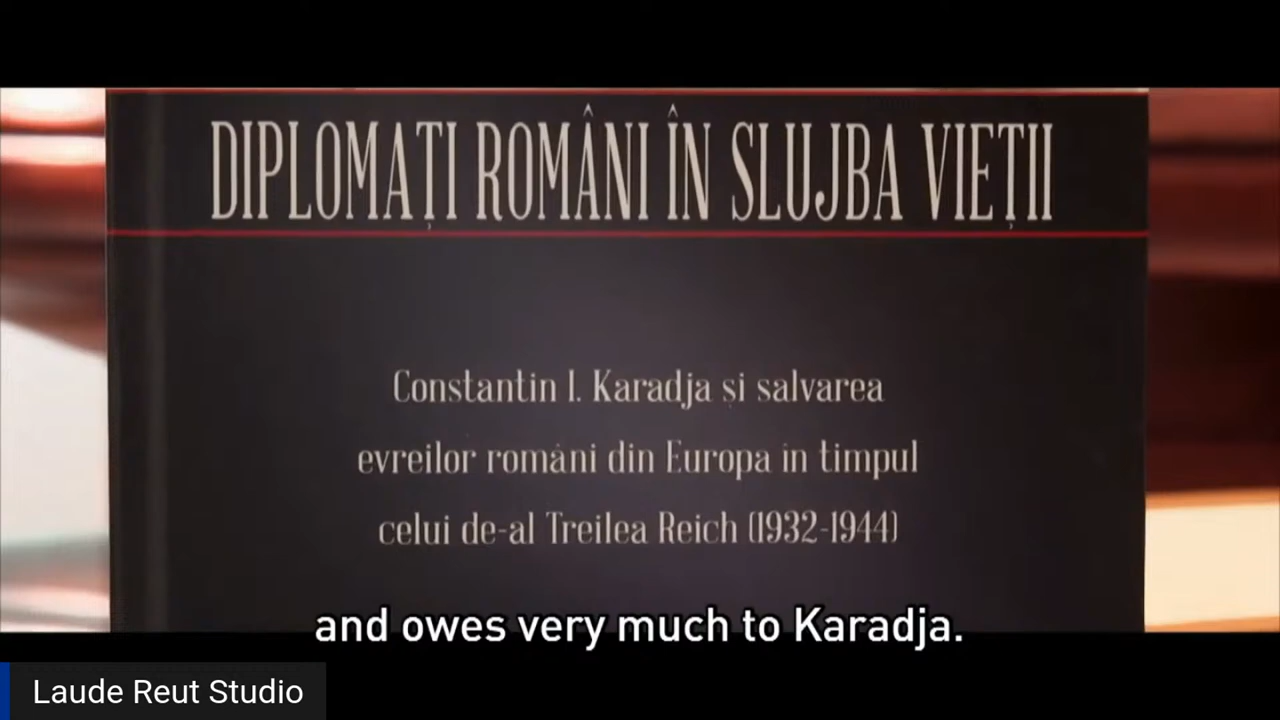 DIPLOMAȚI ROMÂNI ÎN SLUJBA VIEȚII
Constantin I. Karadja și salvarea
evreilor români din Europa în timpul
celui de-al Treilea Reich (1932-1944)
and owes very much to Karadja.
Laude Reut Studio